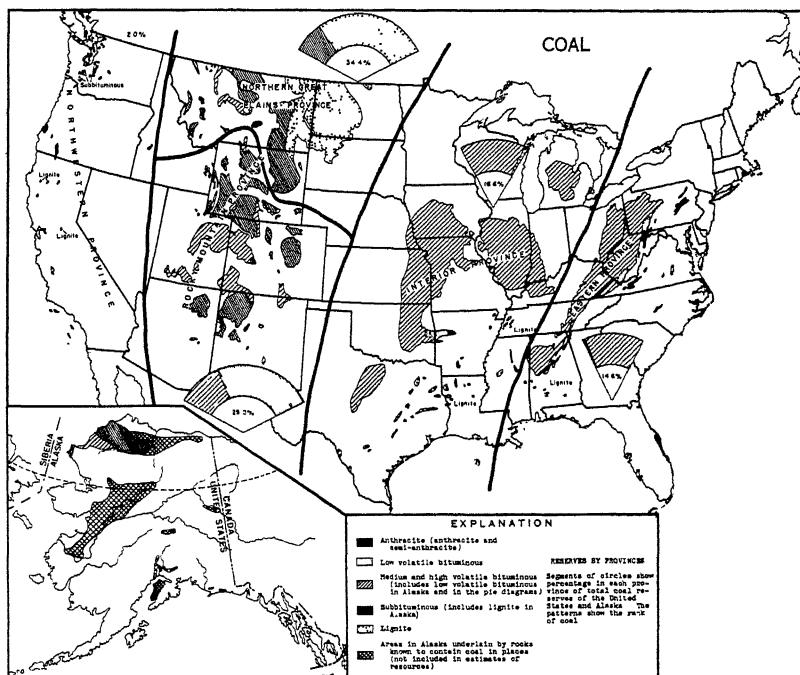 COAL
2.0%
34.4%
Subbituminous
NORTHERN GREAT
PLAINS PROVINCE
NORTHWESTERN PROVINCE
Lignite
Lignite
ROCKY MOUNTAIN PROVINCE
INTERIOR PROVINCE
EASTERN PROVINCE
14.6%
Lignite
Lignite
Lignite
SIBERIA
ALASKA
CANADA
UNITED STATES
EXPLANATION
Anthracite (anthracite and
semi-anthracite)
Low volatile bituminous
Medium and high volatile bituminous
(includes low volatile bituminous
in Alaska and in the pie diagrams)
Subbituminous (includes lignite in
Alaska)
Lignite
Areas in Alaska underlain by rocks
known to contain coal in places
(not included in estimates of
resources)
RESERVES BY PROVINCES
Segments of circles show
percentage in each pro-
vince of total coal re-
serves of the United
States and Alaska The
patterns show the rank
of coal